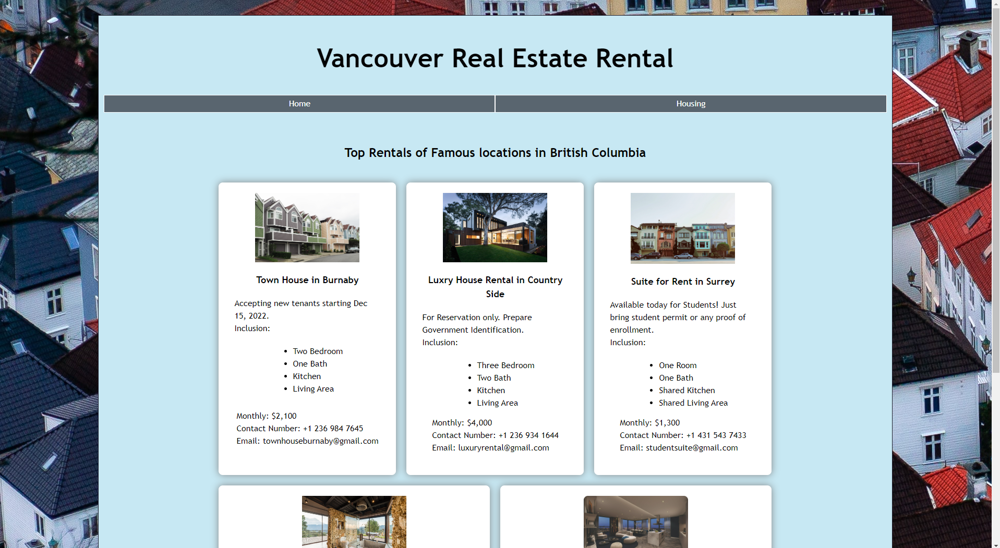 Vancouver Real Estate Rental
Home
Housing
Top Rentals of Famous locations in British Columbia
Town House in Burnaby
Accepting new tenants starting Dec
15, 2022.
Inclusion:
• Two Bedroom
• One Bath
• Kitchen
• Living Area
Monthly: $2,100
Contact Number: +1 236 984 7645
Email: townhouseburnaby@gmail.com
Luxry House Rental in Country
Side
For Reservation only. Prepare
Government Identification.
Inclusion:
• Three Bedroom
• Two Bath
• Kitchen
• Living Area
Monthly: $4,000
Contact Number: +1 236 934 1644
Email: luxuryrental@gmail.com
Suite for Rent in Surrey
Available today for Students! Just
bring student permit or any proof of
enrollment.
Inclusion:
• One Room
• One Bath
• Shared Kitchen
• Shared Living Area
Monthly: $1,300
Contact Number: +1 431 543 7433
Email: studentsuite@gmail.com